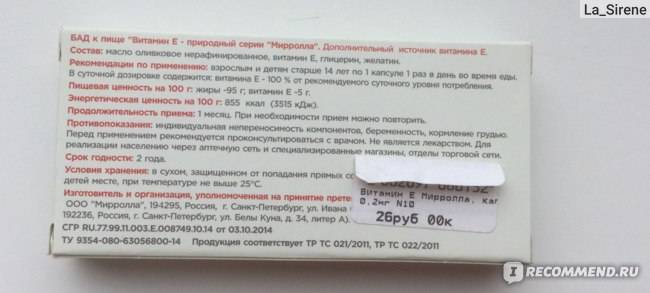 La_Sirene
БАД к пище "Витамин Е - природный серии "Мирролла". Дополнительный источник витамина Е.
Состав: масло оливковое нерафинированное, витамин Е, глицерин, желатин.
Рекомендации по применению: взрослым и детям старше 14 лет по 1 капсуле 1 раз в день во время еды.
В суточной дозировке содержится: витамина Е - 100 % от рекомендуемого суточного уровня потребления.
Пищевая ценность на 100 г: жиры -95 г; витамин Е -5 г.
Энергетическая ценность на 100 г: 855 ккал (3515 кДж).
Продолжительность приема: 1 месяц. При необходимости прием можно повторить.
Противопоказания: индивидуальная непереносимость компонентов, беременность, кормление грудью.
Перед применением рекомендуется проконсультироваться с врачом. Не является лекарством. Для
реализации населению через аптечную сеть и специализированные магазины, отделы торговой сети.
Срок годности: 2 года.
Условия хранения: в сухом, защищенном от попадания прямых
детей месте, при температуре не выше 25°С.
Изготовитель и организация, уполномоченная на принятие
ООО "Мирролла", 194295, Россия, г. Санкт-Петербург, ул. Ивана
192236, Россия, г. Санкт-Петербург, ул. Белы Куна, д. 34, литер А).
СГР RU.77.99.11.003.Е.008749.10.14 от 03.10.2014
ТУ 9354-080-63056800-14 Продукция соответствует ТР ТС 021/2011, ТР ТС 022/2011
Витамин Е Мирролла, кап
0,2мг N10
26руб 00к
IRECOMMEND.RU